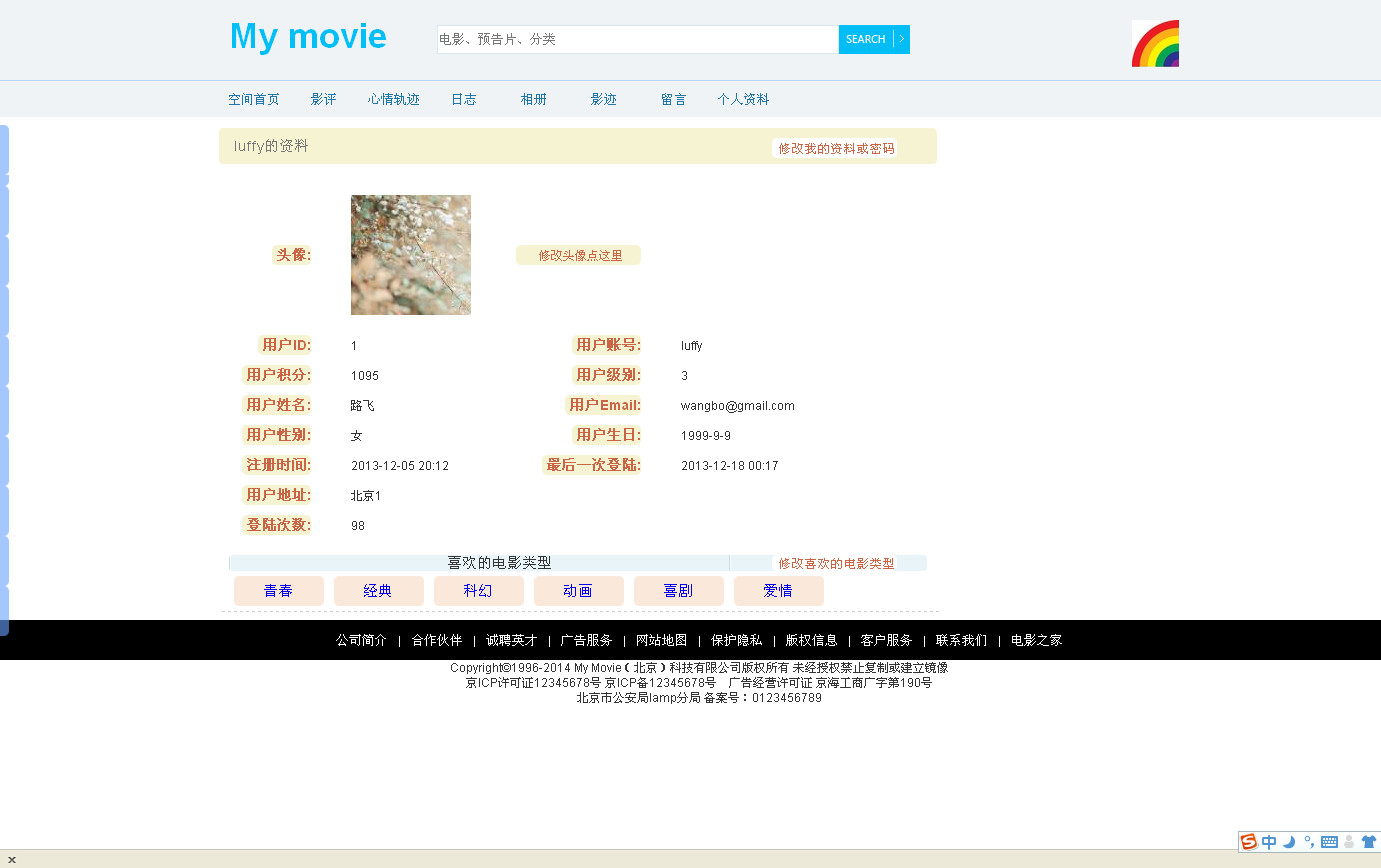 My movie
电影、预告片、分类
SEARCH
空间首页 影评 心情轨迹 日志 相册 影迹 留言 个人资料
luffy的资料 修改我的资料或密码
头像: 修改头像点这里
用户ID: 1 用户账号: luffy
用户积分: 1095 用户级别: 3
用户姓名: 路飞 用户Email: wangbo@gmail.com
用户性别: 女 用户生日: 1999-9-9
注册时间: 2013-12-05 20:12 最后一次登陆: 2013-12-18 00:17
用户地址: 北京1
登陆次数: 98
喜欢的电影类型 修改喜欢的电影类型
青春 经典 科幻 动画 喜剧 爱情
公司简介 | 合作伙伴 | 诚聘英才 | 广告服务 | 网站地图 | 保护隐私 | 版权信息 | 客户服务 | 联系我们 | 电影之家
Copyright©1996-2014 My Movie ( 北京 ) 科技有限公司版权所有 未经授权禁止复制或建立镜像
京ICP许可证12345678号 京ICP备12345678号 广告经营许可证 京海工商广字第190号
北京市公安局lamp分局 备案号：0123456789
中